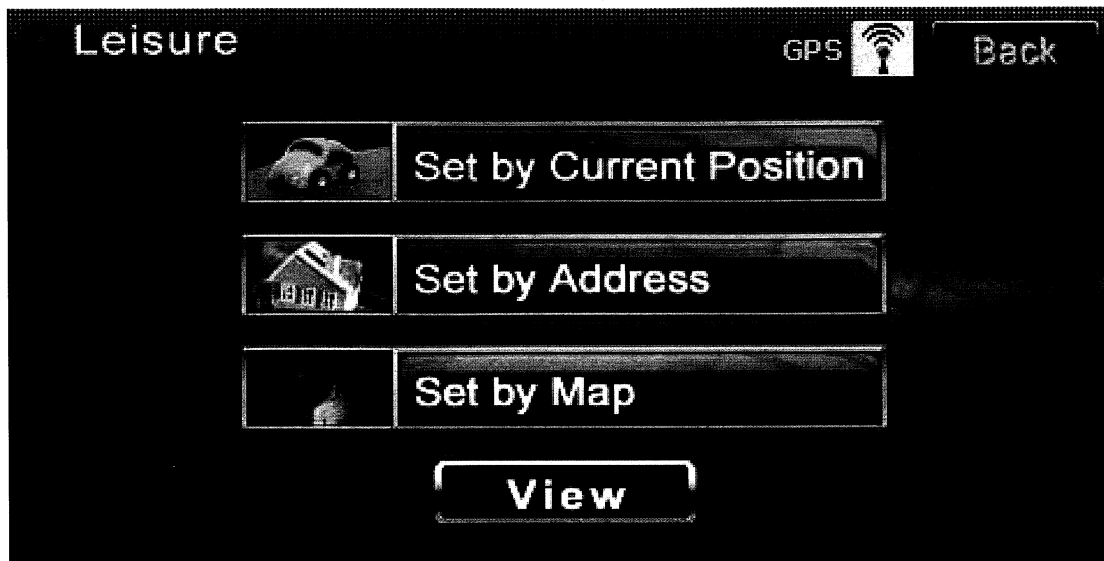 Leisure
GPS
Back
Set by Current Position
Set by Address
Set by Map
View